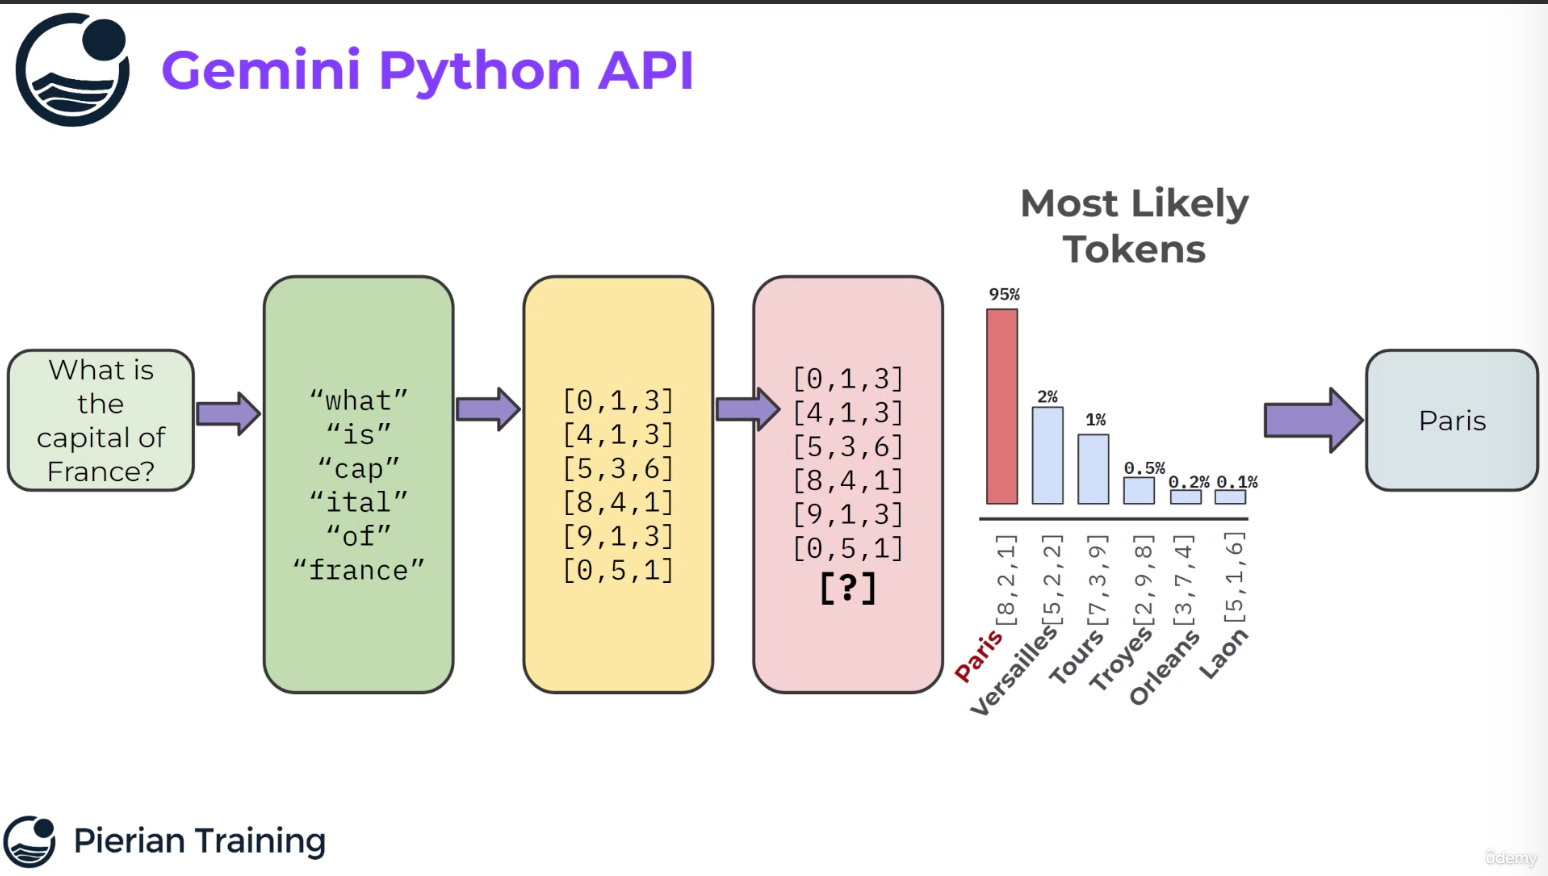 Gemini Python API
What is
the
capital of
France?
“what”
“is”
“cap”
“ital”
“of”
“france”
[0,1,3]
[4,1,3]
[5,3,6]
[8,4,1]
[9,1,3]
[0,5,1]
[0,1,3]
[4,1,3]
[5,3,6]
[8,4,1]
[9,1,3]
[0,5,1]
[?]
Most Likely
Tokens
95%
2%
1%
0.5%
0.2%
0.1%
[8,2,1]
[5,2,2]
[7,3,9]
[2,9,8]
[3,7,4]
[5,1,6]
Paris
Versailles
Tours
Troyes
Orleans
Laon
Paris
Pierian Training
ûdemy